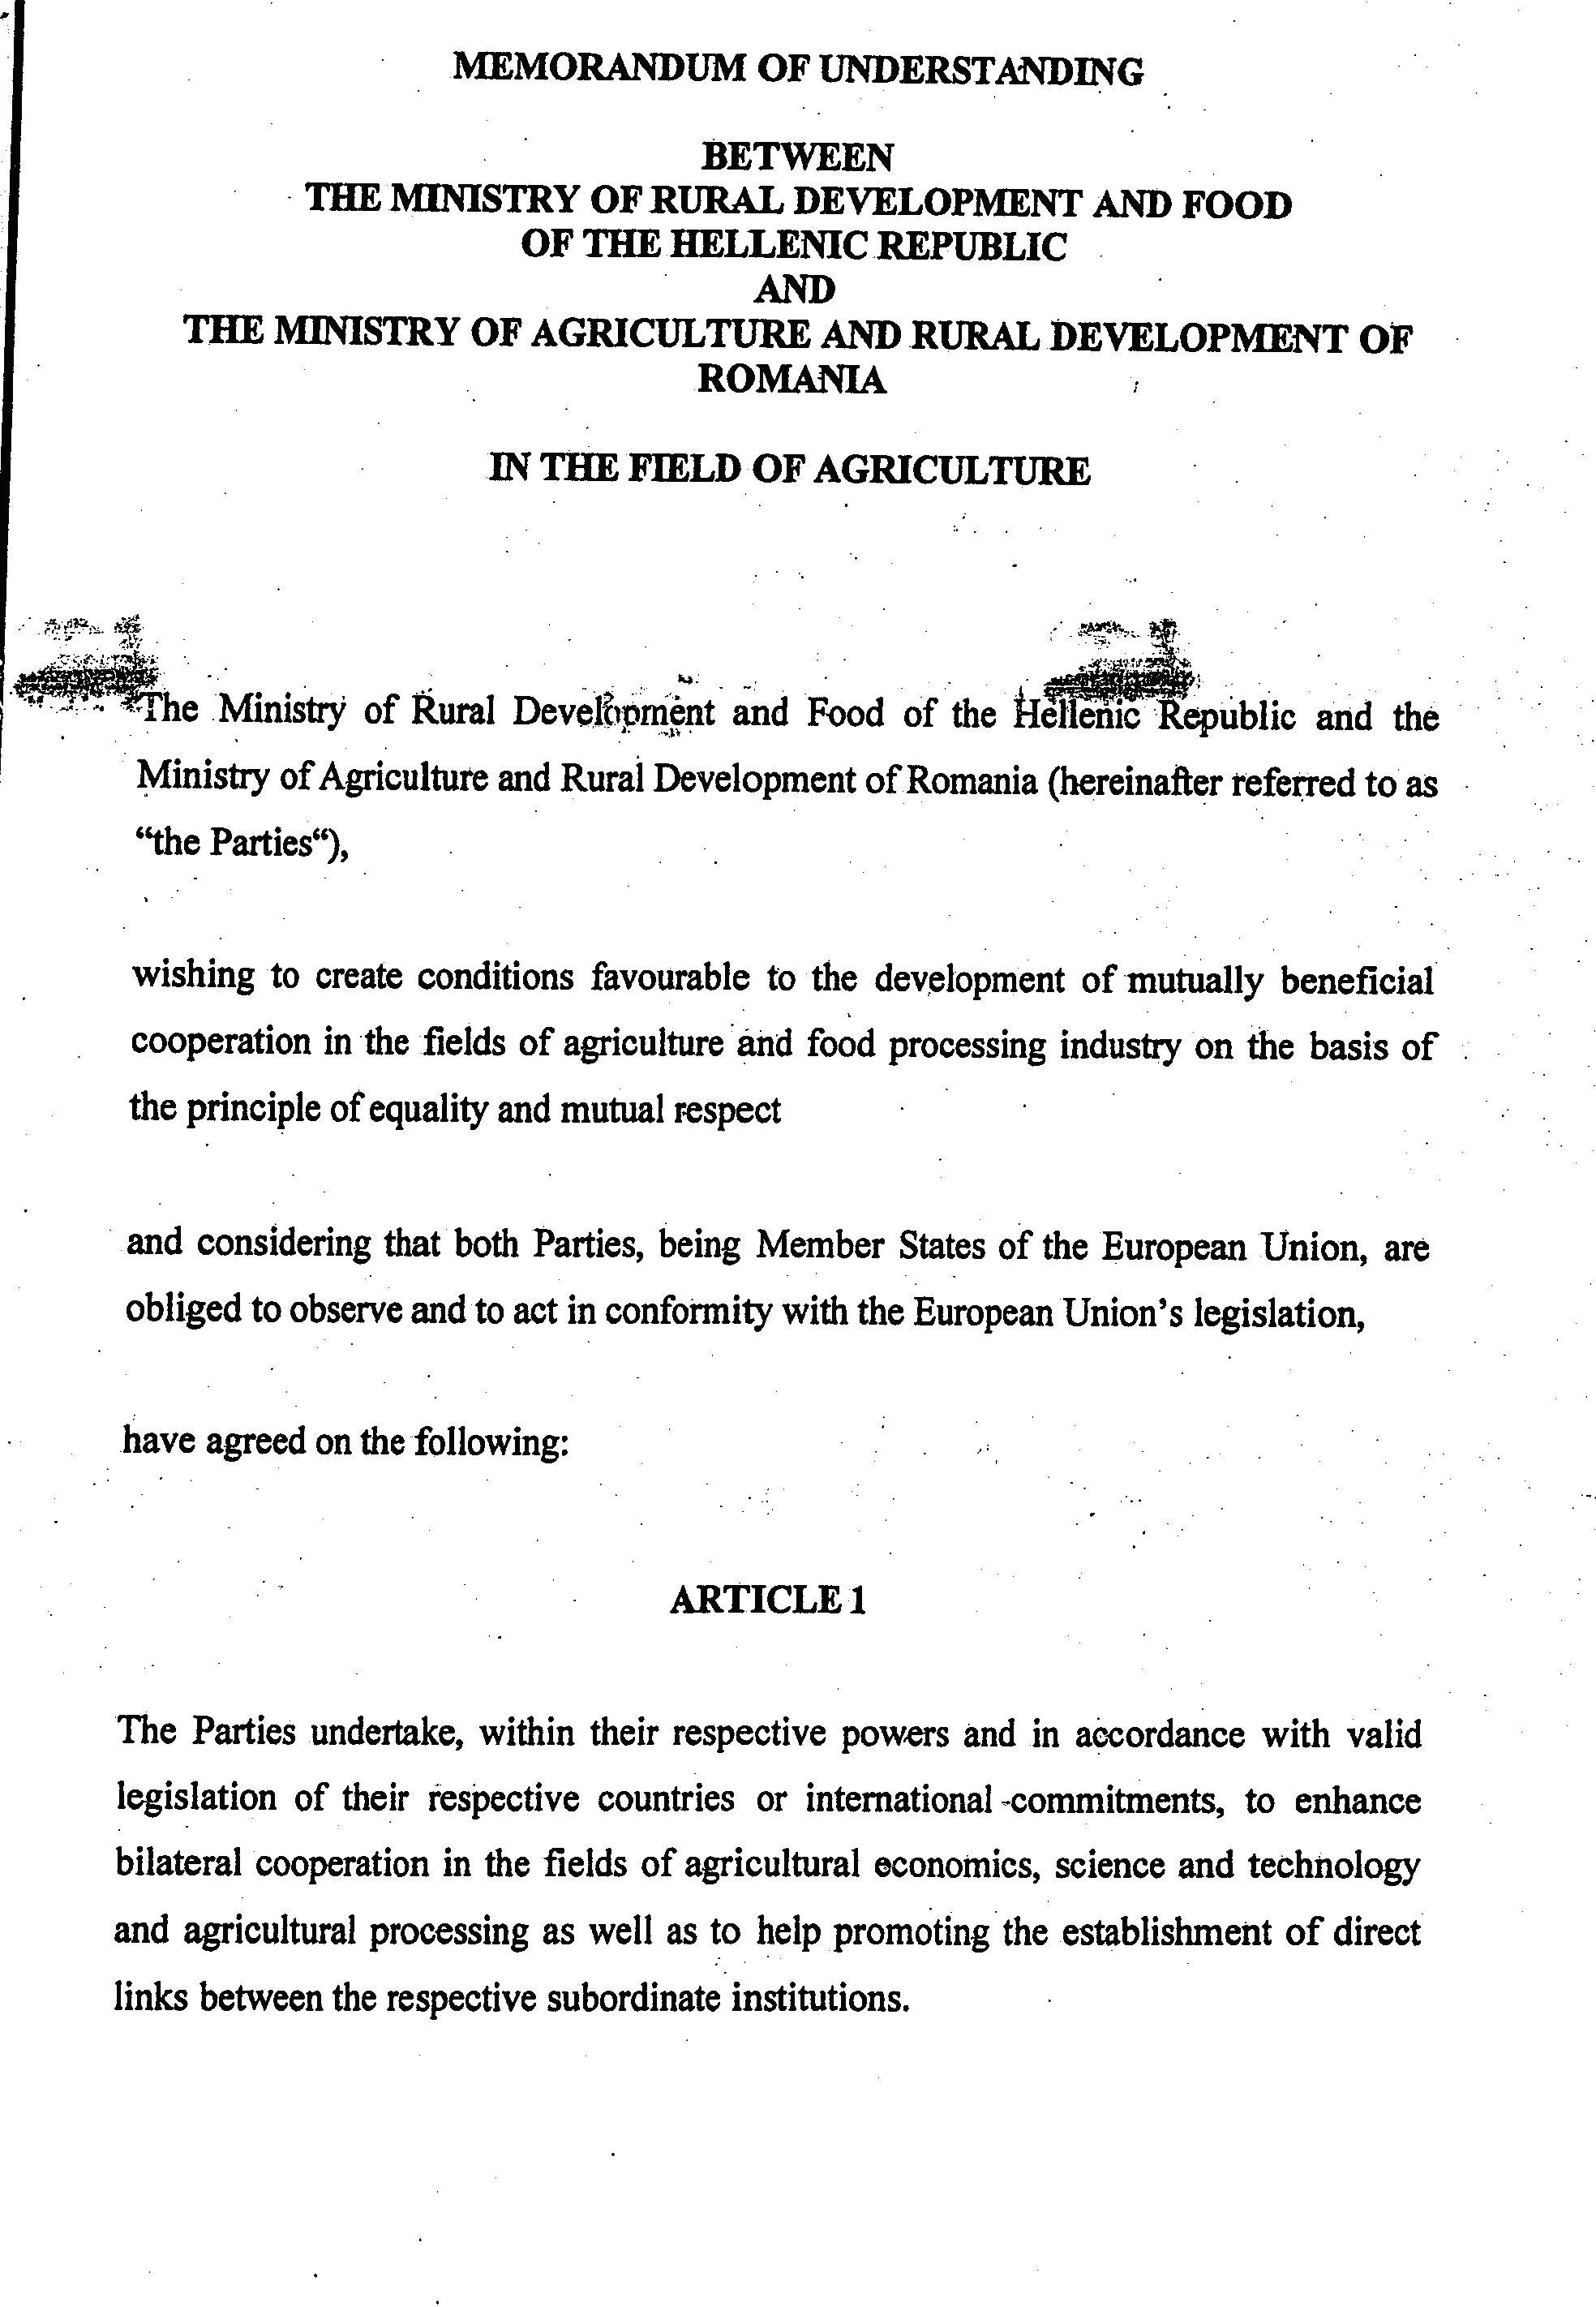 MEMORANDUM OF UNDERSTANDING
BETWEEN
THE MINISTRY OF RURAL DEVELOPMENT AND FOOD
OF THE HELLENIC REPUBLIC
AND
THE MINISTRY OF AGRICULTURE AND RURAL DEVELOPMENT OF
ROMANIA
IN THE FIELD OF AGRICULTURE
The Ministry of Rural Development and Food of the Hellenic Republic and the
Ministry of Agriculture and Rural Development of Romania (hereinafter referred to as
“the Parties“),
wishing to create conditions favourable to the development of mutually beneficial
cooperation in the fields of agriculture and food processing industry on the basis of
the principle of equality and mutual respect
and considering that both Parties, being Member States of the European Union, are
obliged to observe and to act in conformity with the European Union’s legislation,
have agreed on the following:
ARTICLE 1
The Parties undertake, within their respective powers and in accordance with valid
legislation of their respective countries or international commitments, to enhance
bilateral cooperation in the fields of agricultural economics, science and technology
and agricultural processing as well as to help promoting the establishment of direct
links between the respective subordinate institutions.